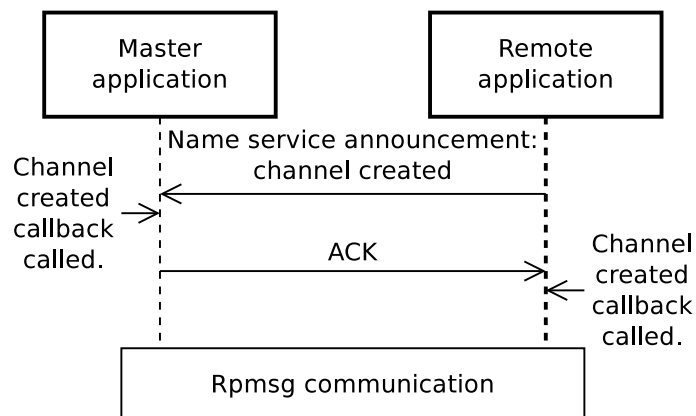 Master
application
Remote
application
Name service announcement:
channel created
Channel
created
callback
called.
ACK
Channel
created
callback
called.
Rpmsg communication